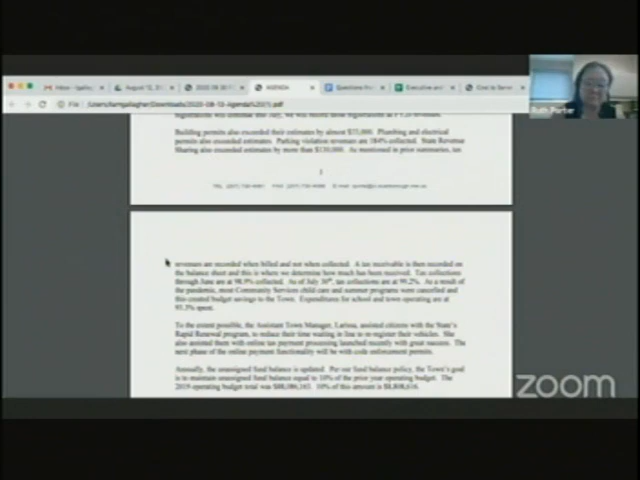 AGENDA
File
Ruth Porter
Building permits also exceeded their estimates by almost $35,000. Plumbing and electrical
permits also exceeded estimates. Parking violation revenues are 184% collected. State Revenue
Sharing also exceeded estimates by more than $130,000. As mentioned in prior summaries, tax
1
revenues are recorded when billed and not when collected. A tax receivable is then recorded on
the balance sheet and this is where we determine how much has been received. Tax collections
through June are at 98.9% collected. As of July 30th, tax collections are at 99.2%. As a result of
the pandemic, most Community Services child care and summer programs were cancelled and
this created budget savings to the Town. Expenditures for school and town operating are at
93.3% spent.
To the extent possible, the Assistant Town Manager, Larissa, assisted citizens with the State's
Rapid Renewal program, to reduce their time waiting in line to re-register their vehicles. She
also assisted them with online tax payment processing launched recently with great success. The
next phase of the online payment functionality will be with code enforcement permits.
Annually, the unassigned fund balance is updated. Per our fund balance policy, the Town's goal
is to maintain unassigned fund balance equal to 10% of the prior year operating budget. The
2019 operating budget total was $88,086,163. 10% of this amount is $8,808,616.
zoom